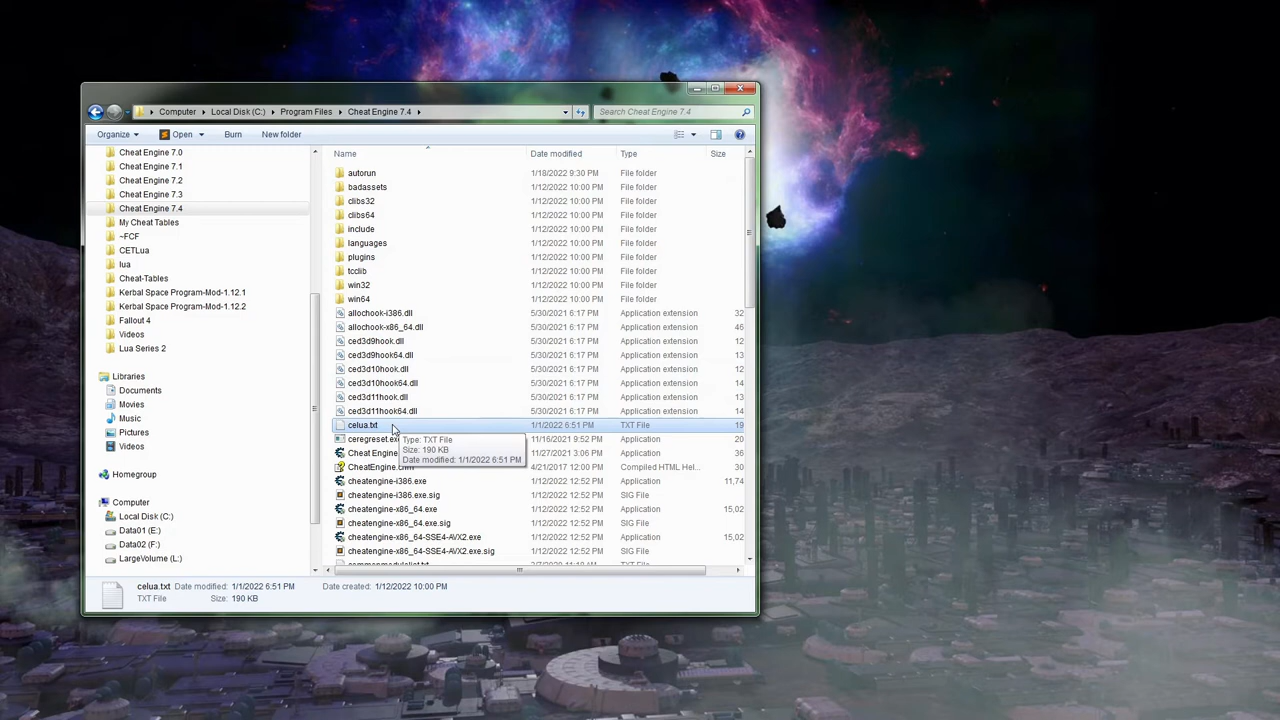 Computer Local Disk (C:) Program Files Cheat Engine 7.4 Search Cheat Engine 7.4
Organize Open Burn New folder
Cheat Engine 7.0
Cheat Engine 7.1
Cheat Engine 7.2
Cheat Engine 7.3
Cheat Engine 7.4
My Cheat Tables
~FCF
CETLua
lua
Cheat-Tables
Kerbal Space Program-Mod-1.12.1
Kerbal Space Program-Mod-1.12.2
Fallout 4
Videos
Lua Series 2
Libraries
Documents
Movies
Music
Pictures
Videos
Homegroup
Computer
Local Disk (C:)
Data01 (E:)
Data02 (F:)
LargeVolume (L:)
Name Date modified Type Size
autorun 1/18/2022 9:30 PM File folder
badassets 1/12/2022 10:00 PM File folder
clibs32 1/12/2022 10:00 PM File folder
clibs64 1/12/2022 10:00 PM File folder
include 1/12/2022 10:00 PM File folder
languages 1/12/2022 10:00 PM File folder
plugins 1/12/2022 10:00 PM File folder
tcclib 1/12/2022 10:00 PM File folder
win32 1/12/2022 10:00 PM File folder
win64 1/12/2022 10:00 PM File folder
allochook-i386.dll 5/30/2021 6:17 PM Application extension 32
allochook-x86_64.dll 5/30/2021 6:17 PM Application extension 45
ced3d9hook.dll 5/30/2021 6:17 PM Application extension 12
ced3d9hook64.dll 5/30/2021 6:17 PM Application extension 13
ced3d10hook.dll 5/30/2021 6:17 PM Application extension 12
ced3d10hook64.dll 5/30/2021 6:17 PM Application extension 14
ced3d11hook.dll 5/30/2021 6:17 PM Application extension 12
ced3d11hook64.dll 5/30/2021 6:17 PM Application extension 14
celua.txt 1/1/2022 6:51 PM TXT File 19
ceregreset.exe 11/16/2021 9:52 PM Application 20
Cheat Engine 11/27/2021 3:06 PM Application 36
CheatEngine.chm 4/21/2017 12:00 PM Compiled HTML Hel... 30
cheatengine-i386.exe 1/12/2022 12:52 PM Application 11,74
cheatengine-i386.exe.sig 1/12/2022 12:52 PM SIG File
cheatengine-x86_64.exe 1/12/2022 12:52 PM Application 15,02
cheatengine-x86_64.exe.sig 1/12/2022 12:52 PM SIG File
cheatengine-x86_64-SSE4-AVX2.exe 1/12/2022 12:52 PM Application 15,02
cheatengine-x86_64-SSE4-AVX2.exe.sig 1/12/2022 12:52 PM SIG File
Type: TXT File
Size: 190 KB
Date modified: 1/1/2022 6:51 PM
celua.txt Date modified: 1/1/2022 6:51 PM Date created: 1/12/2022 10:00 PM
TXT File Size: 190 KB